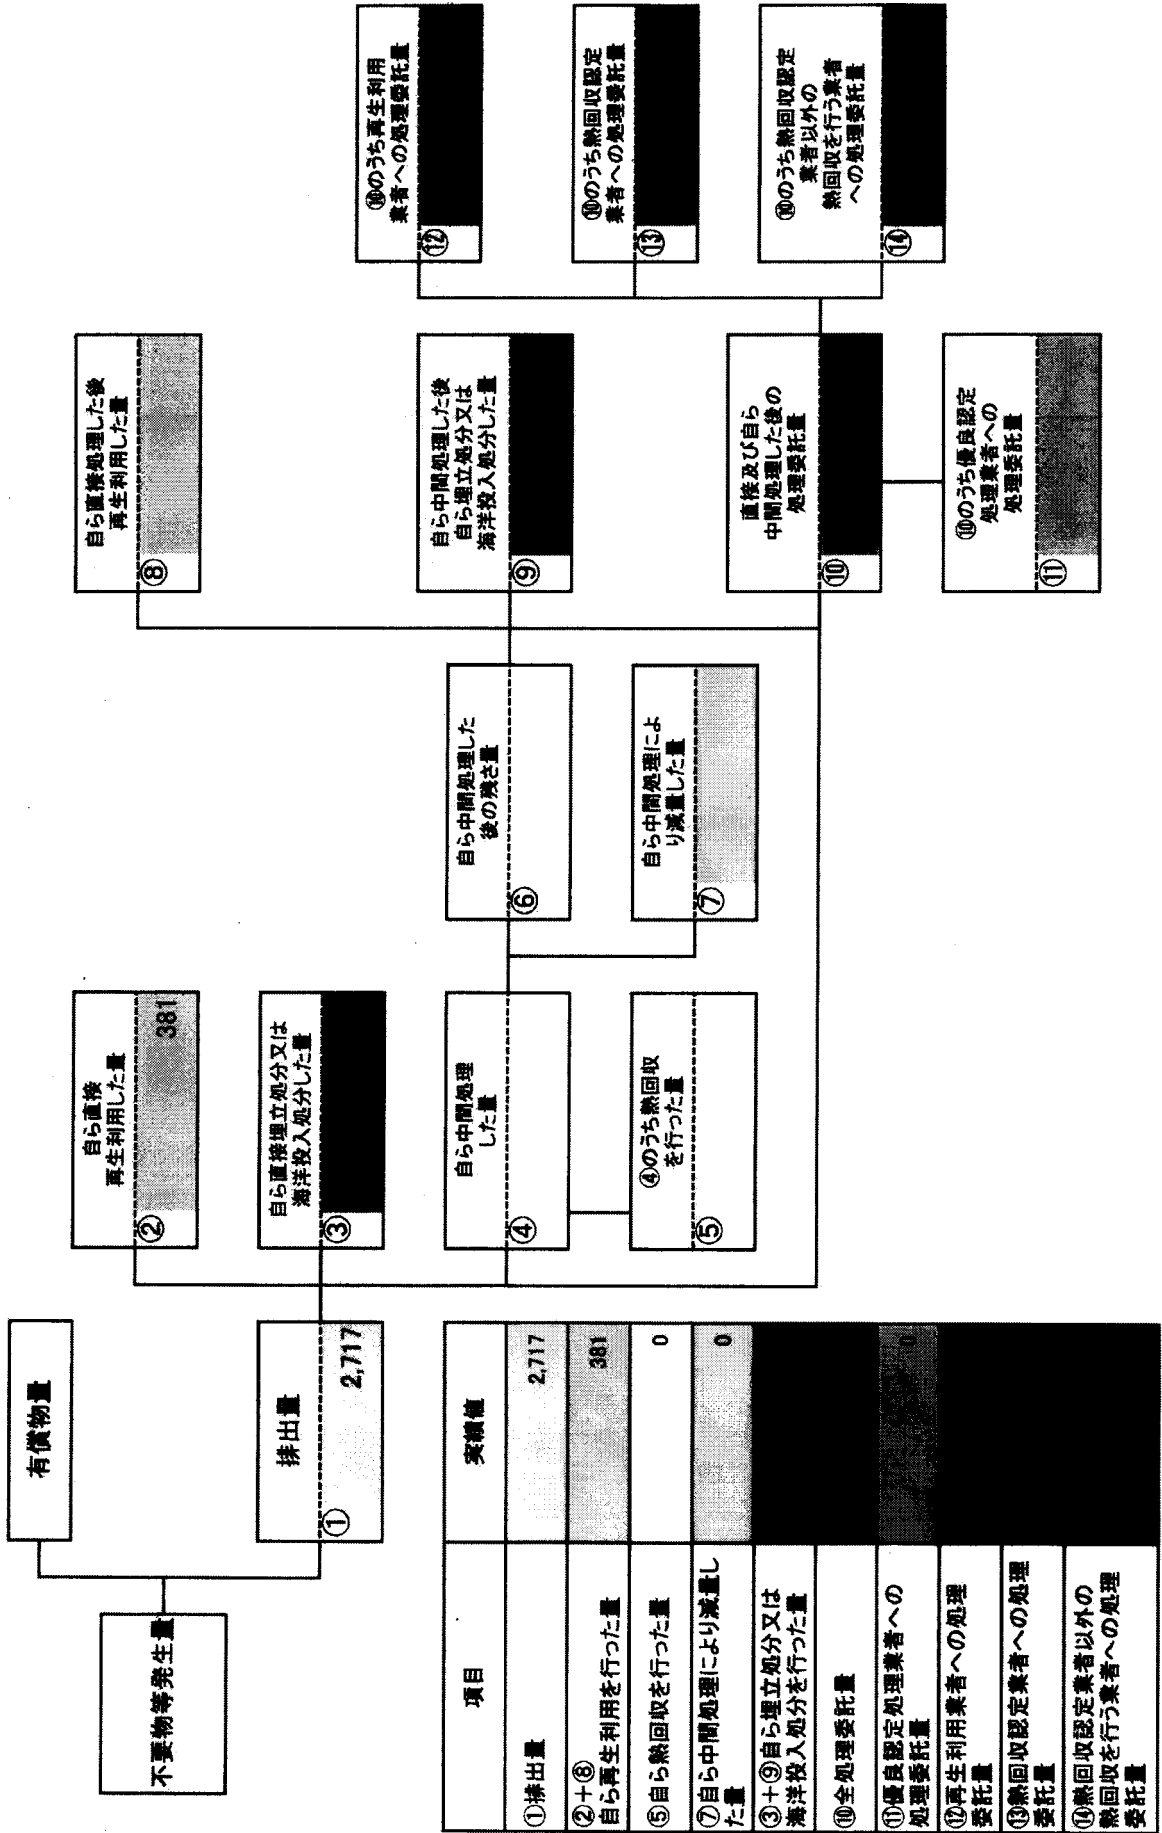 不要物等発生量
有償物量
排出量
① 2,717
自ら直接
再生利用した量
② 381
自ら直接埋立処分又は
海洋投入処分した量
③
自ら中間処理
した量
④
④のうち熱回収
を行った量
⑤
自ら中間処理した
後の残さ量
⑥
自ら中間処理によ
り減量した量
⑦
自ら直接処理した後
再生利用した量
⑧
自ら中間処理した後
自ら埋立処分又は
海洋投入処分した量
⑨
直接及び自ら
中間処理した後の
処理委託量
⑩
⑩のうち優良認定
処理業者への
処理委託量
⑪
⑩のうち再生利用
業者への処理委託量
⑫
⑩のうち熱回収認定
業者への処理委託量
⑬
⑩のうち熱回収認定
業者以外の
熱回収を行う業者
への処理委託量
⑭
項目 実績値
①排出量 2,717
②+⑧
自ら再生利用を行った量 381
⑤自ら熱回収を行った量 0
⑦自ら中間処理により減量し
た量 0
③+⑨自ら埋立処分又は
海洋投入処分を行った量
⑩全処理委託量
⑪優良認定処理業者への
処理委託量 0
⑫再生利用業者への処理
委託量
⑬熱回収認定業者への処理
委託量
⑭熱回収認定業者以外の
熱回収を行う業者への処理
委託量